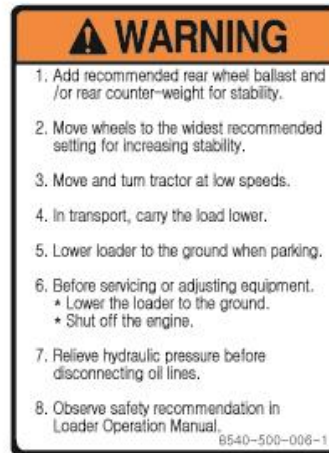 WARNING
1. Add recommended rear wheel ballast and
/or rear counter-weight for stability.
2. Move wheels to the widest recommended
setting for increasing stability.
3. Move and turn tractor at low speeds.
4. In transport, carry the load lower.
5. Lower loader to the ground when parking.
6. Before servicing or adjusting equipment.
* Lower the loader to the ground.
* Shut off the engine.
7. Relieve hydraulic pressure before
disconnecting oil lines.
8. Observe safety recommendation in
Loader Operation Manual.
8540-500-006-1